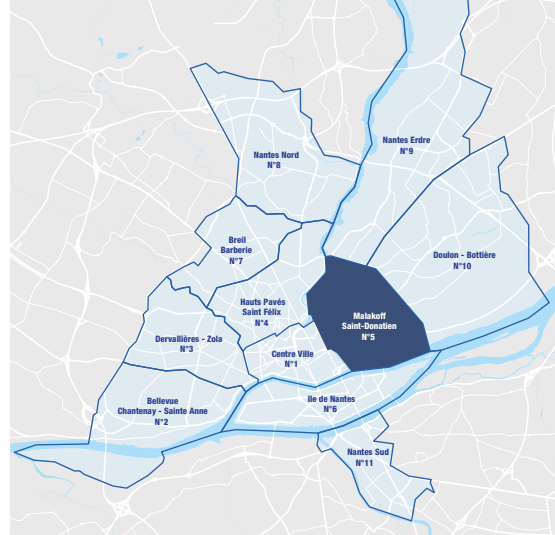 Nantes Erdre
N°9
Nantes Nord
N°8
Breil
Barberie
N°7
Doulon - Bottière
N°10
Hauts Pavés
Saint Félix
N°4
Malakoff
Saint-Donatien
N°5
Dervallières - Zola
N°3
Centre Ville
N°1
Bellevue
Chantenay - Sainte Anne
N°2
Ile de Nantes
N°6
Nantes Sud
N°11